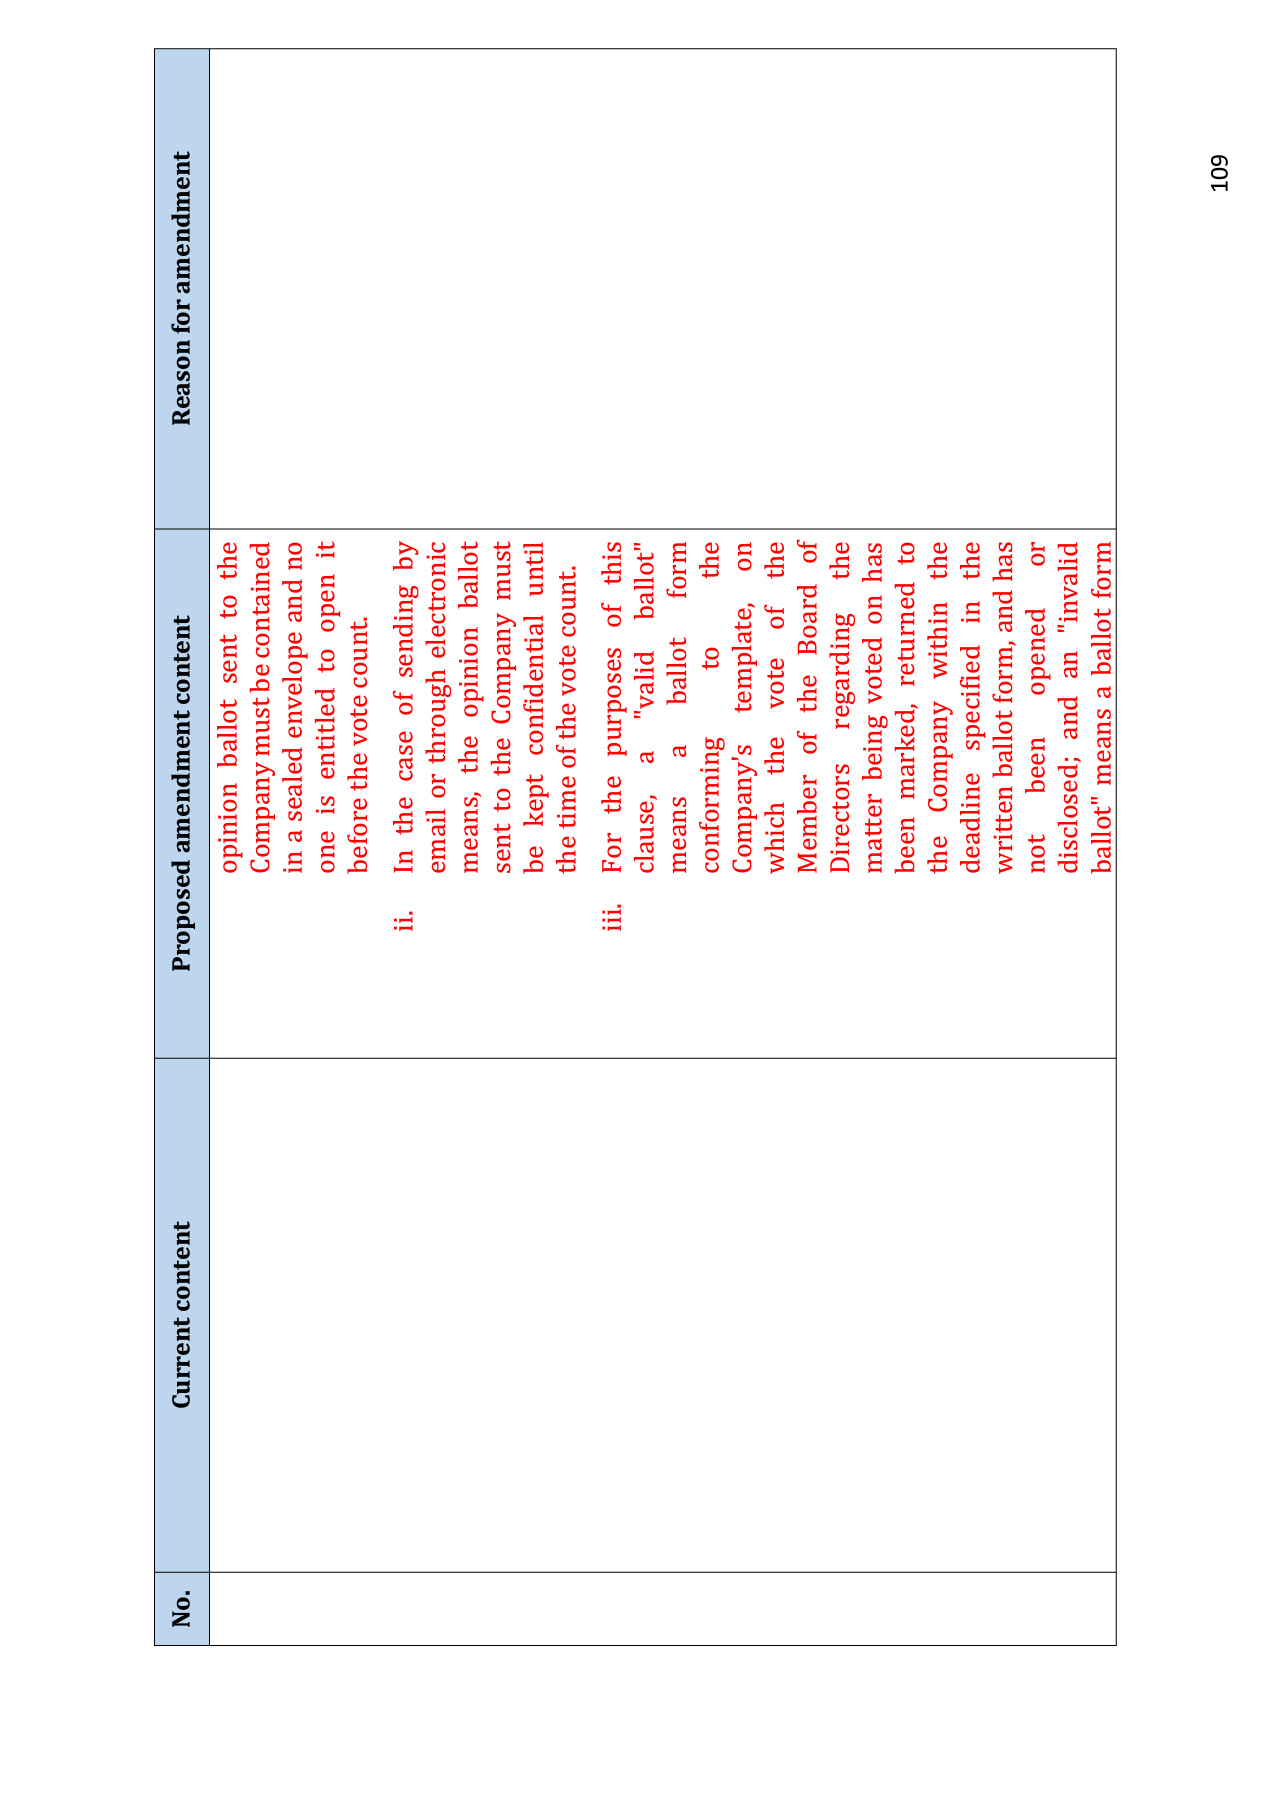 No.
Current content
Proposed amendment content
Reason for amendment
opinion ballot sent to the
Company must be contained
in a sealed envelope and no
one is entitled to open it
before the vote count.
ii. In the case of sending by
email or through electronic
means, the opinion ballot
sent to the Company must
be kept confidential until
the time of the vote count.
iii. For the purposes of this
clause, a "valid ballot"
means a ballot form
conforming to the
Company's template, on
which the vote of the
Member of the Board of
Directors regarding the
matter being voted on has
been marked, returned to
the Company within the
deadline specified in the
written ballot form, and has
not been opened or
disclosed; and an "invalid
ballot" means a ballot form
109